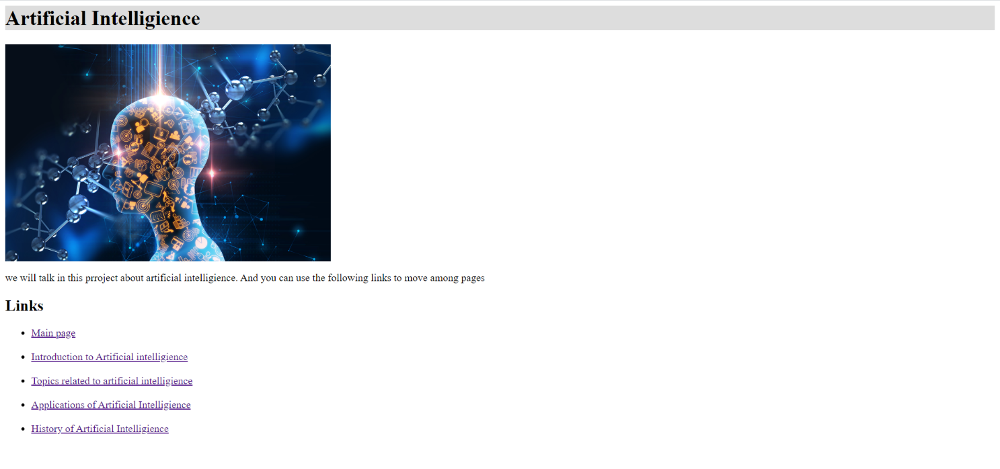 Artificial Intelligience
we will talk in this prroject about artificial intelligience. And you can use the following links to move among pages
Links
Main page
Introduction to Artificial intelligience
Topics related to artificial intelligience
Applications of Artificial Intelligience
History of Artificial Intelligience